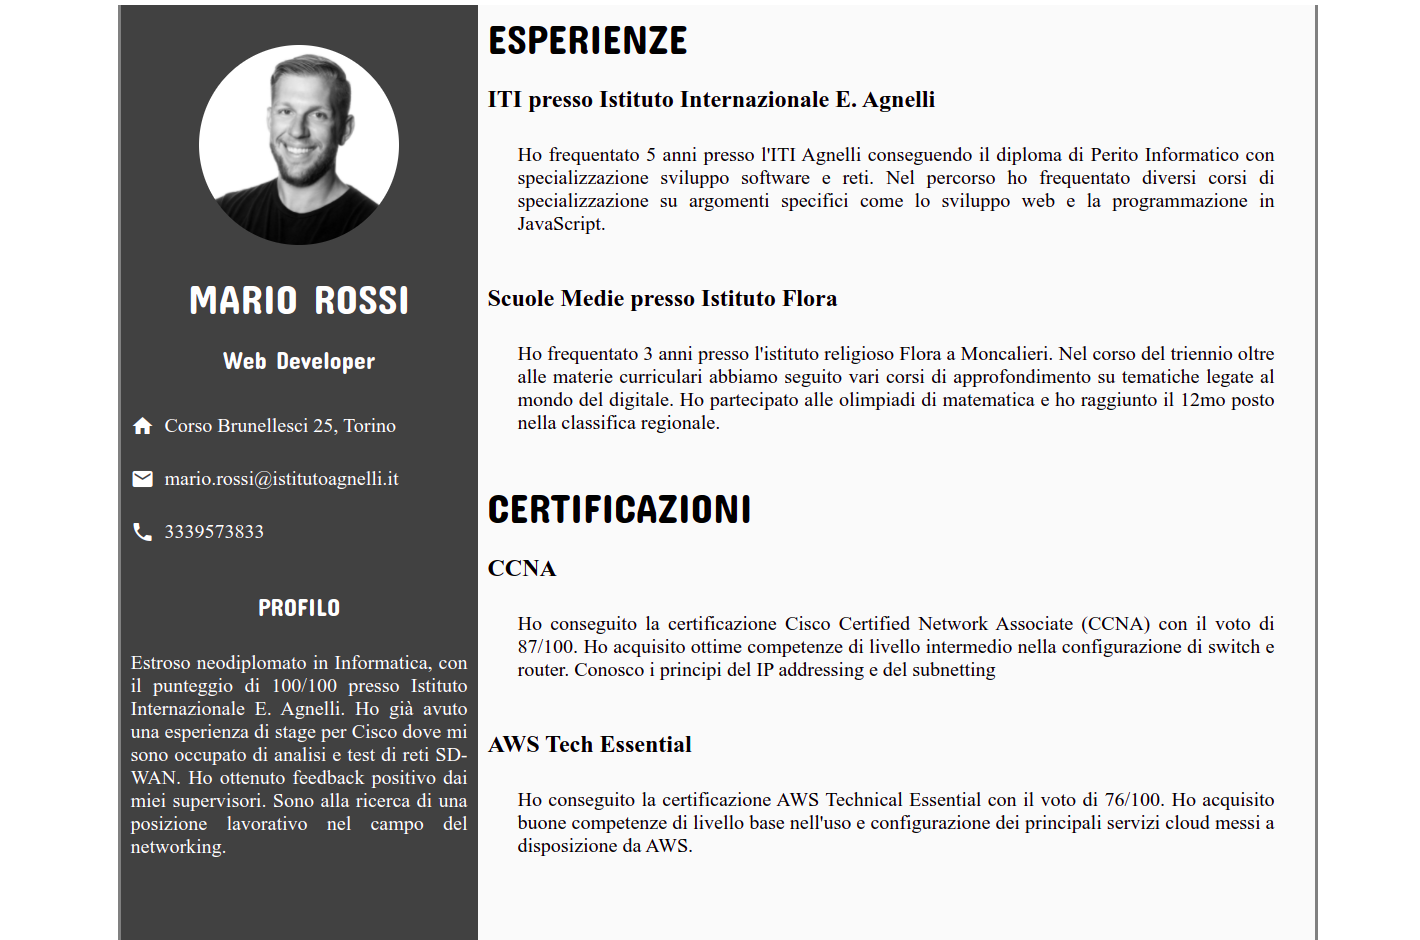 MARIO ROSSI
Web Developer
Corso Brunellesci 25, Torino
mario.rossi@istitutoagnelli.it
3339573833
PROFILO
Estroso neodiplomato in Informatica, con
il punteggio di 100/100 presso Istituto
Internazionale E. Agnelli. Ho già avuto
una esperienza di stage per Cisco dove mi
sono occupato di analisi e test di reti SD-
WAN. Ho ottenuto feedback positivo dai
miei supervisori. Sono alla ricerca di una
posizione lavorativo nel campo del
networking.
ESPERIENZE
ITI presso Istituto Internazionale E. Agnelli
Ho frequentato 5 anni presso l'ITI Agnelli conseguendo il diploma di Perito Informatico con
specializzazione sviluppo software e reti. Nel percorso ho frequentato diversi corsi di
specializzazione su argomenti specifici come lo sviluppo web e la programmazione in
JavaScript.
Scuole Medie presso Istituto Flora
Ho frequentato 3 anni presso l'istituto religioso Flora a Moncalieri. Nel corso del triennio oltre
alle materie curriculari abbiamo seguito vari corsi di approfondimento su tematiche legate al
mondo del digitale. Ho partecipato alle olimpiadi di matematica e ho raggiunto il 12mo posto
nella classifica regionale.
CERTIFICAZIONI
CCNA
Ho conseguito la certificazione Cisco Certified Network Associate (CCNA) con il voto di
87/100. Ho acquisito ottime competenze di livello intermedio nella configurazione di switch e
router. Conosco i principi del IP addressing e del subnetting
AWS Tech Essential
Ho conseguito la certificazione AWS Technical Essential con il voto di 76/100. Ho acquisito
buone competenze di livello base nell'uso e configurazione dei principali servizi cloud messi a
disposizione da AWS.